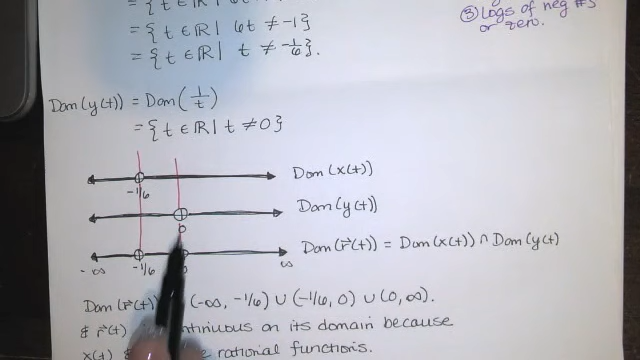 = { t ∈ ℝ | 6t ≠ -1}
= { t ∈ ℝ | t ≠ -1/6}.
③ Logs of neg #s
or zero.
Dom(y(t)) = Dom(1/t)
= { t ∈ ℝ | t ≠ 0}
Dom(x(t))
-1/6
Dom(y(t))
0
Dom(r⃗(t)) = Dom(x(t)) ∩ Dom(y(t)
-∞ -1/6 ∞
Dom(r⃗(t)) (-∞, -1/6) ∪ (-1/6, 0) ∪ (0, ∞).
& r⃗(t) on its domain because
x(t) & rational functions.